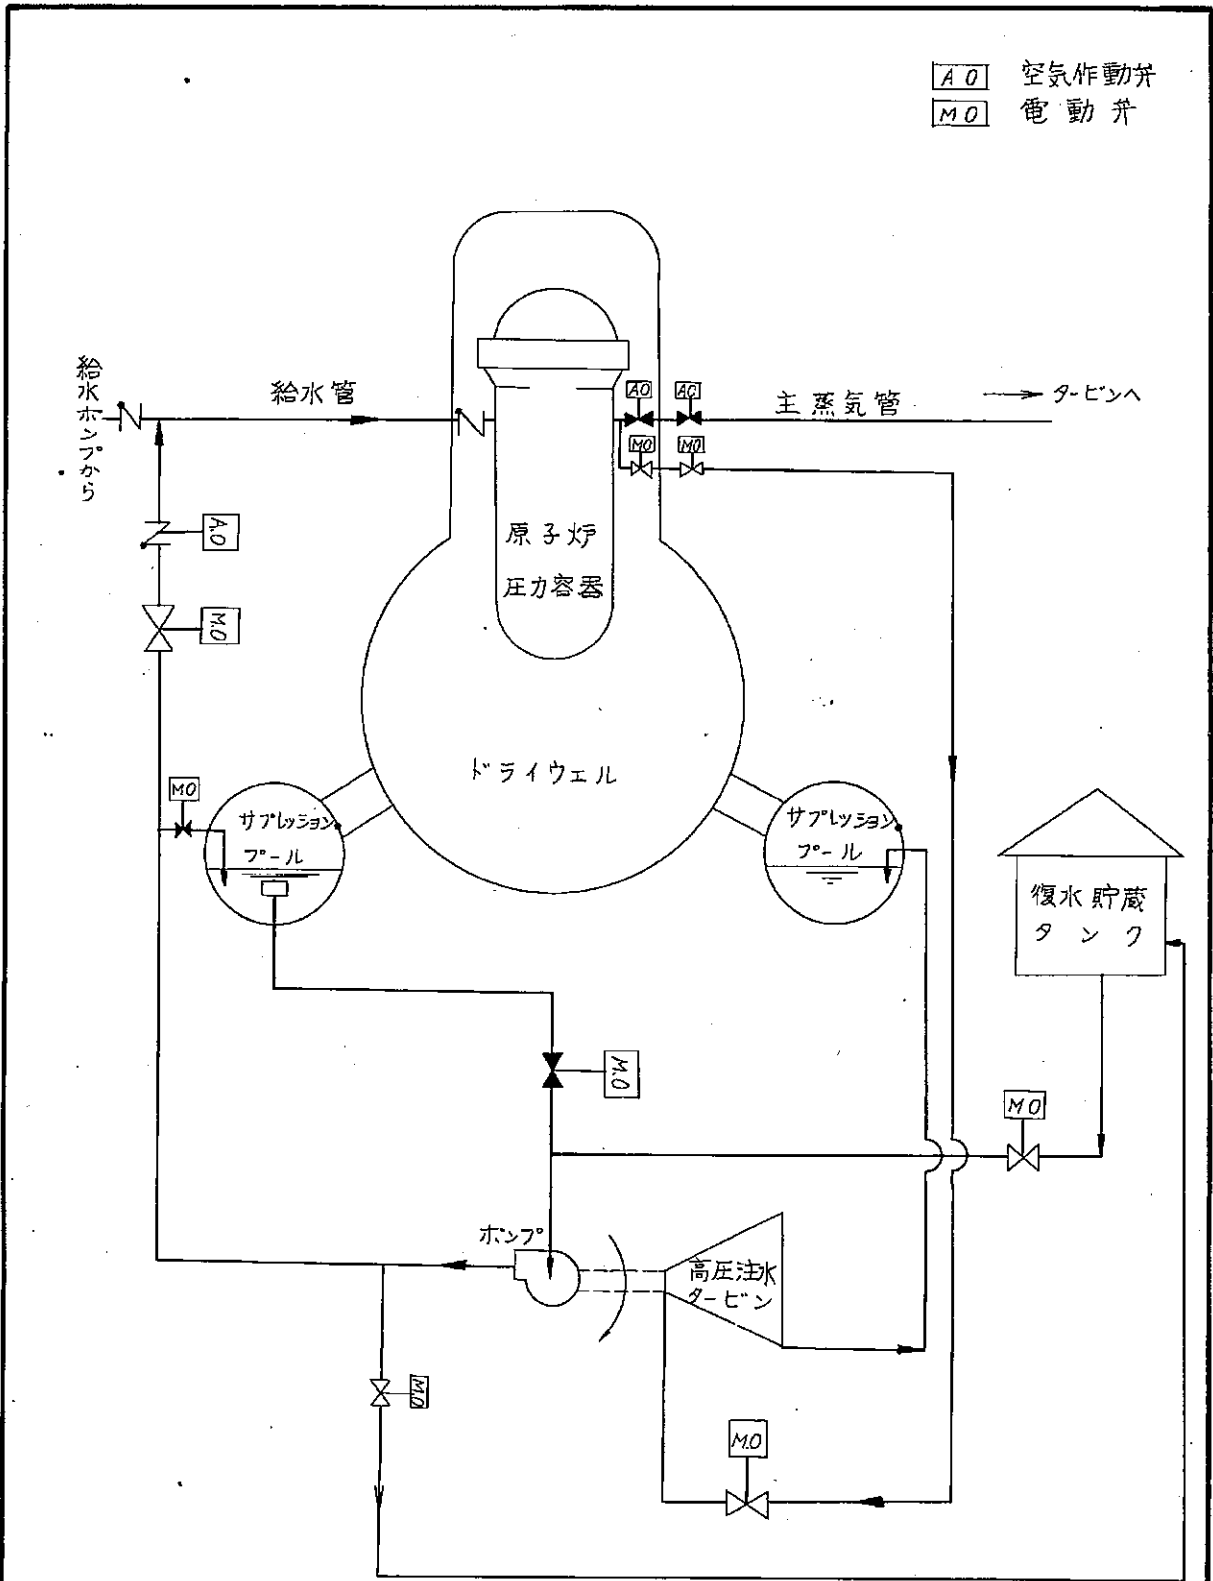 AO 空気作動弁
MO 電動弁
給水ポンプから
給水管
AO
AO
主蒸気管
タービンへ
MO
MO
A.O
原子炉
圧力容器
M.O
ドライウェル
MO
サプレッション
プール
サプレッション
プール
復水貯蔵
タンク
M.O
MO
ポンプ
高圧注水
タービン
M.O
M.O